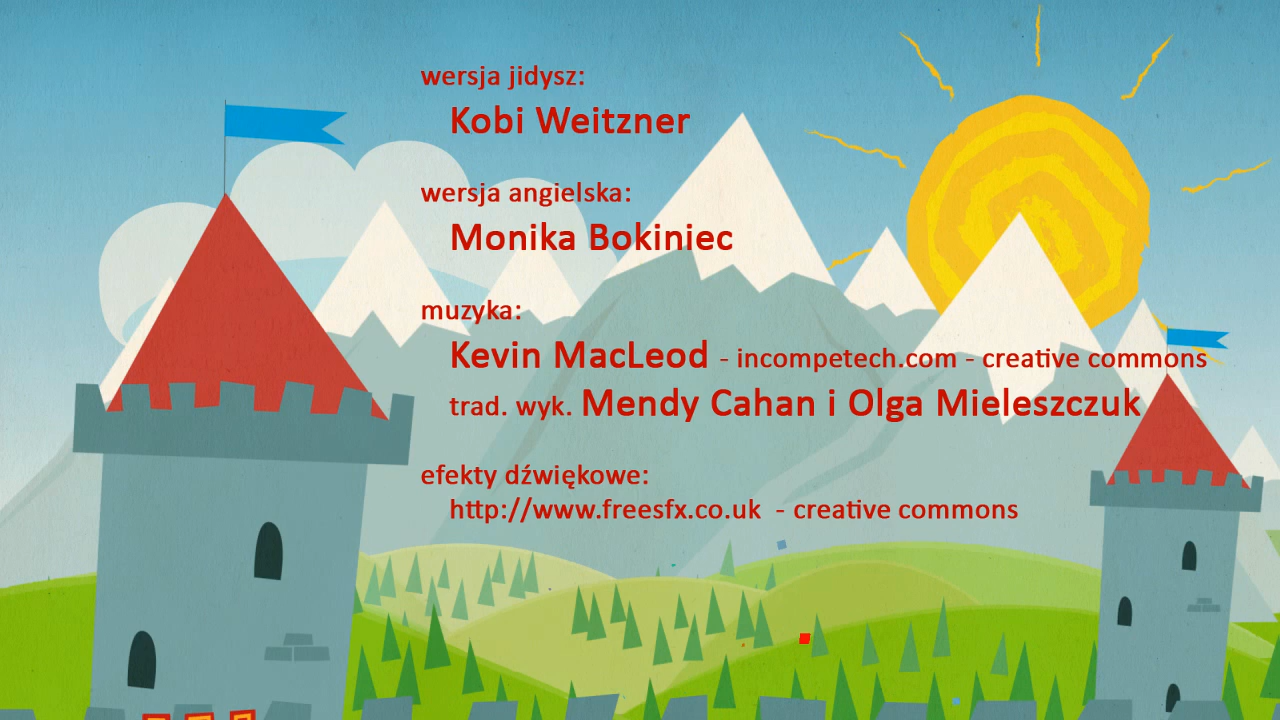 wersja jidysz:
Kobi Weitzner
wersja angielska:
Monika Bokiniec
muzyka:
Kevin MacLeod - incompetech.com - creative commons
trad. wyk. Mendy Cahan i Olga Mieleszczuk
efekty dźwiękowe:
http://www.freesfx.co.uk - creative commons